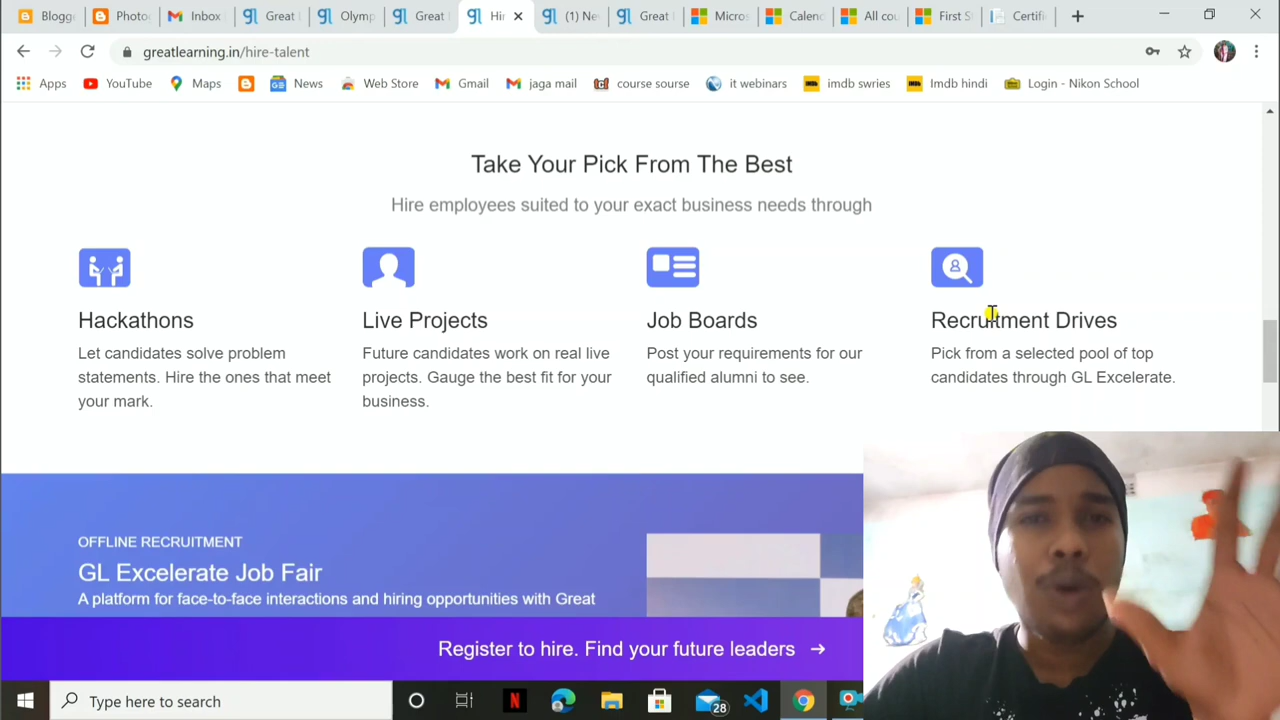 Blogg
Photo
Inbox
Great
Olymp
Great
Hir
(1) Ne
Great
Micros
Calend
All cou
First S
Certifi
greatlearning.in/hire-talent
Apps
YouTube
Maps
News
Web Store
Gmail
jaga mail
course sourse
it webinars
imdb swries
Imdb hindi
Login - Nikon School
Take Your Pick From The Best
Hire employees suited to your exact business needs through
Hackathons
Let candidates solve problem
statements. Hire the ones that meet
your mark.
Live Projects
Future candidates work on real live
projects. Gauge the best fit for your
business.
Job Boards
Post your requirements for our
qualified alumni to see.
Recruitment Drives
Pick from a selected pool of top
candidates through GL Excelerate.
OFFLINE RECRUITMENT
GL Excelerate Job Fair
A platform for face-to-face interactions and hiring opportunities with Great
Register to hire. Find your future leaders
Type here to search
28